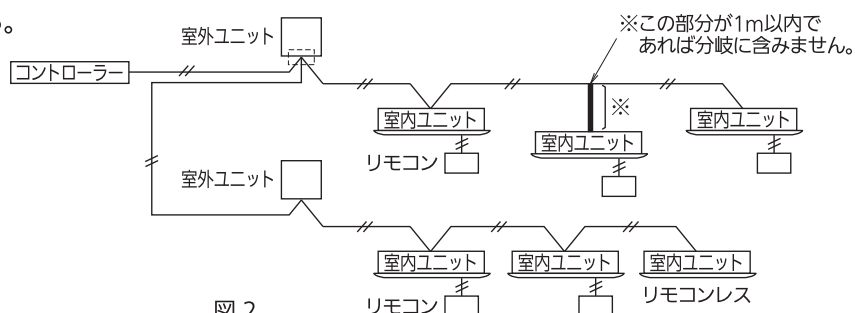 。
室外ユニット
※この部分が1m以内で
あれば分岐に含みません。
コントローラー
※
室内ユニット
室内ユニット
室内ユニット
リモコン
室外ユニット
室内ユニット
室内ユニット
室内ユニット
リモコン
リモコンレス
図2